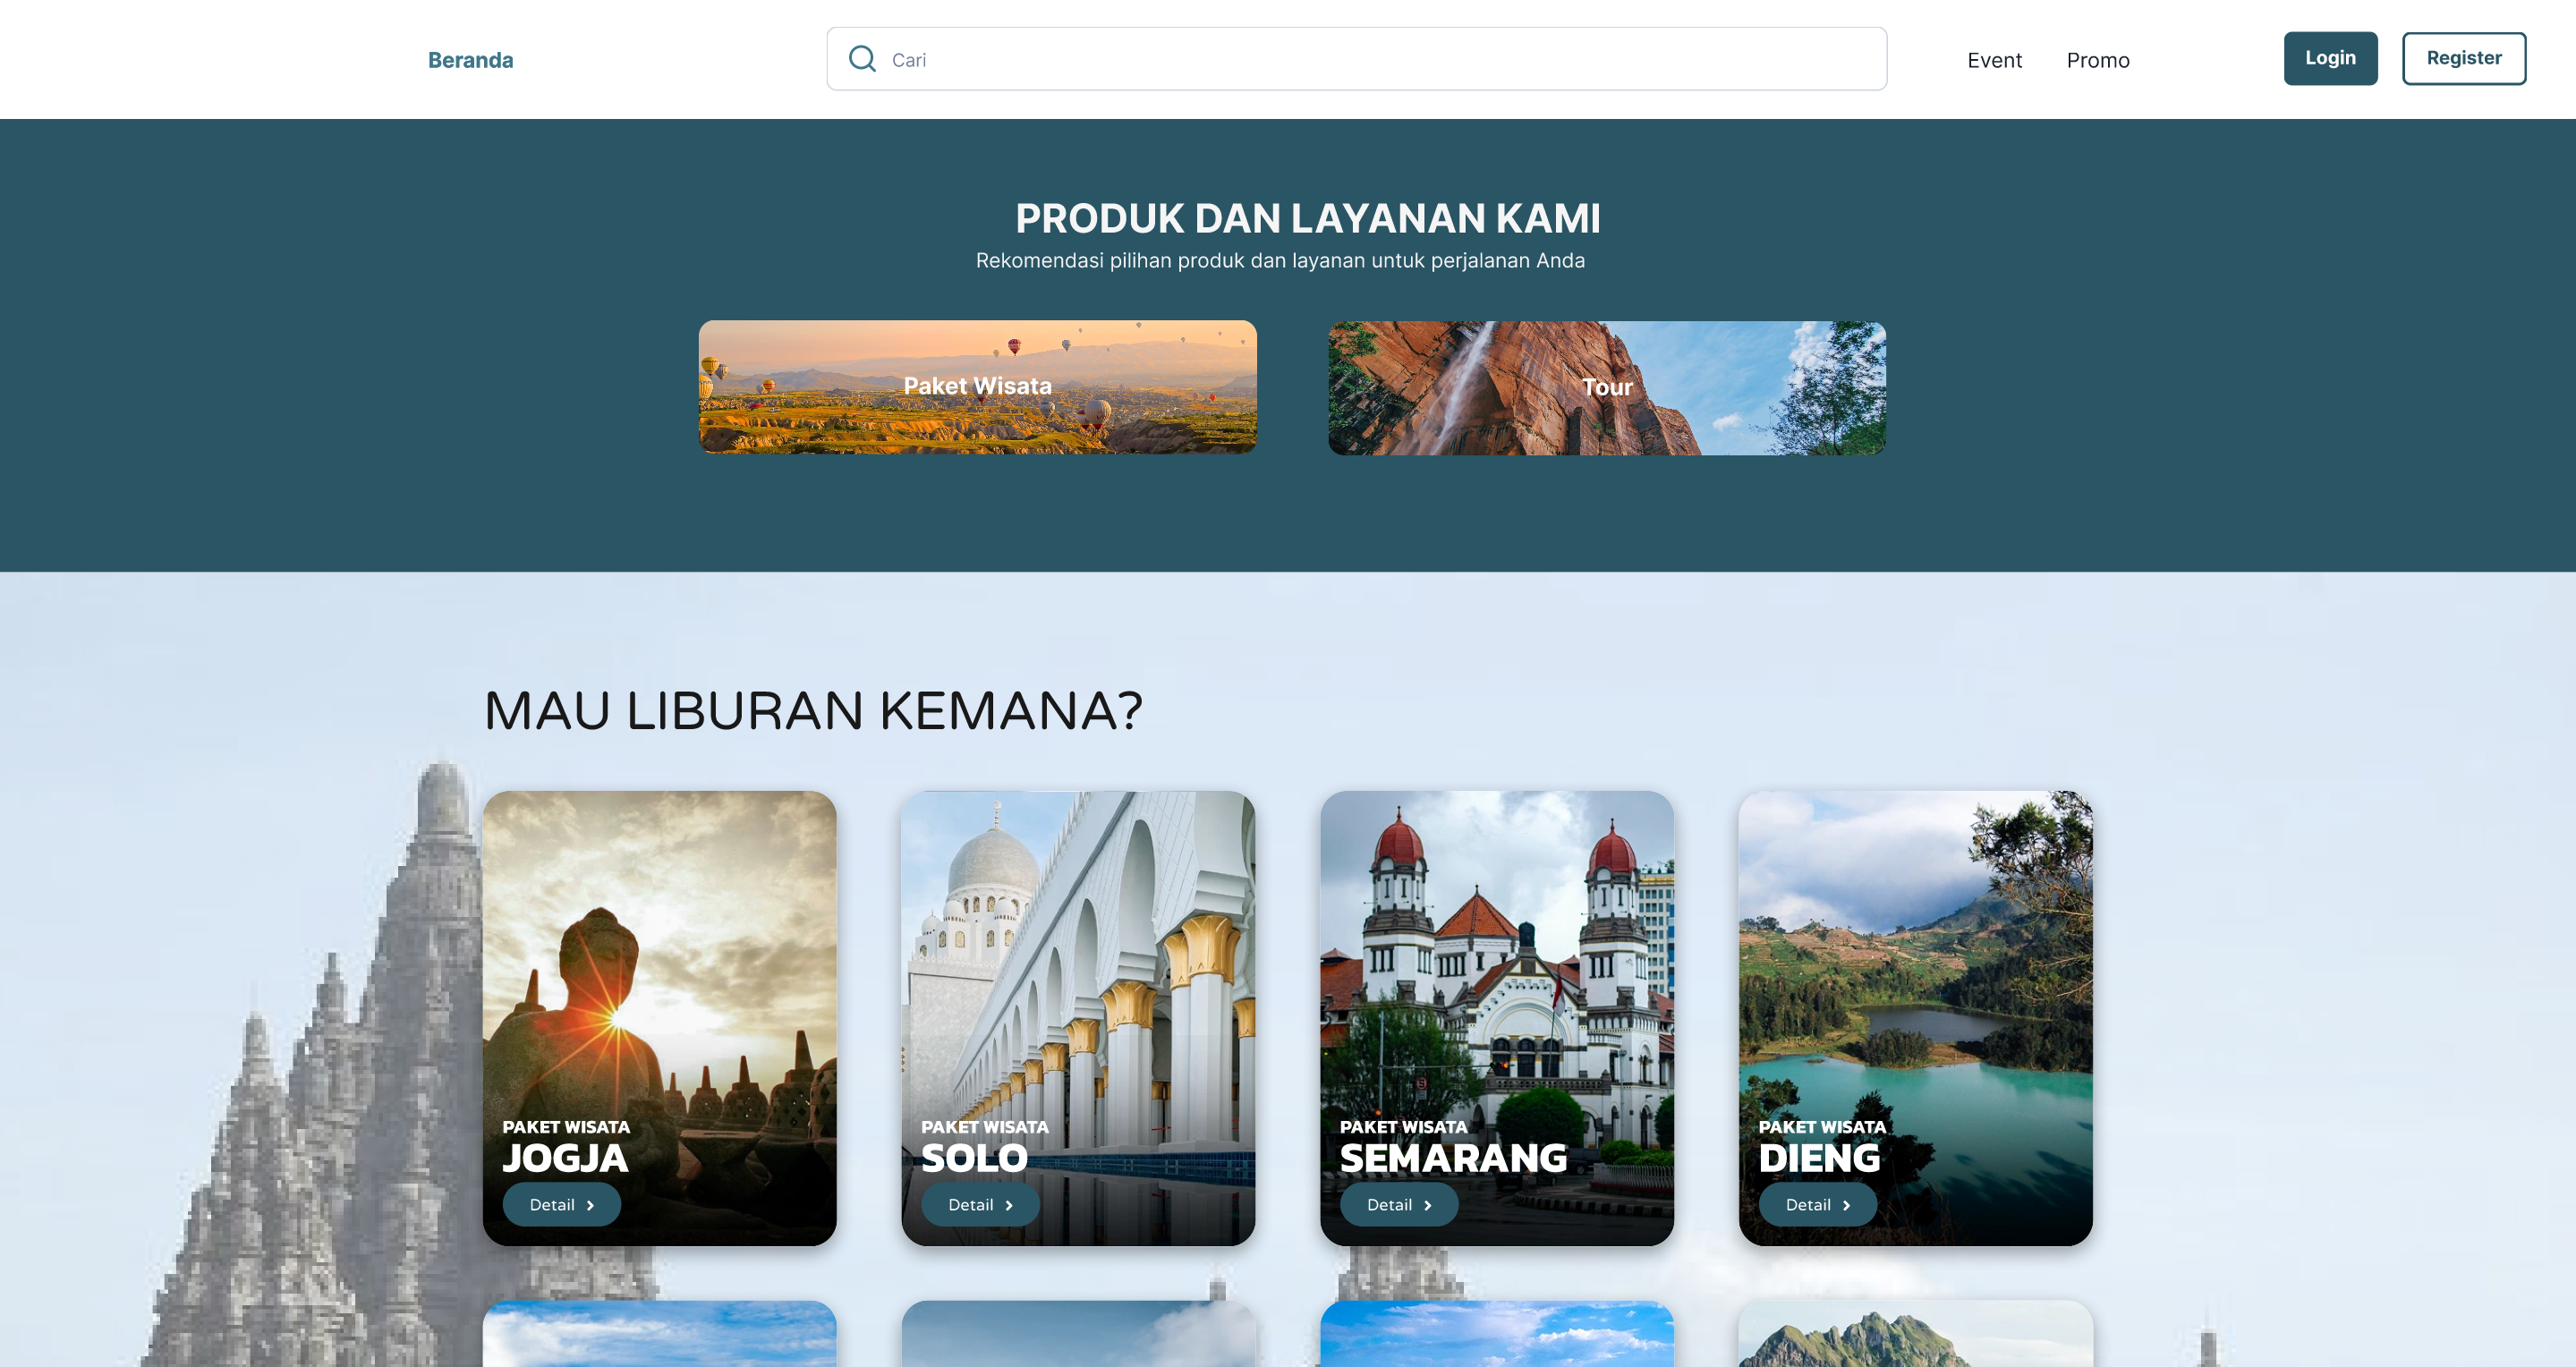 Beranda
Cari
Event
Promo
Login
Register
PRODUK DAN LAYANAN KAMI
Rekomendasi pilihan produk dan layanan untuk perjalanan Anda
Paket Wisata
Tour
MAU LIBURAN KEMANA?
PAKET WISATA
JOGJA
Detail
PAKET WISATA
SOLO
Detail
PAKET WISATA
SEMARANG
Detail
PAKET WISATA
DIENG
Detail